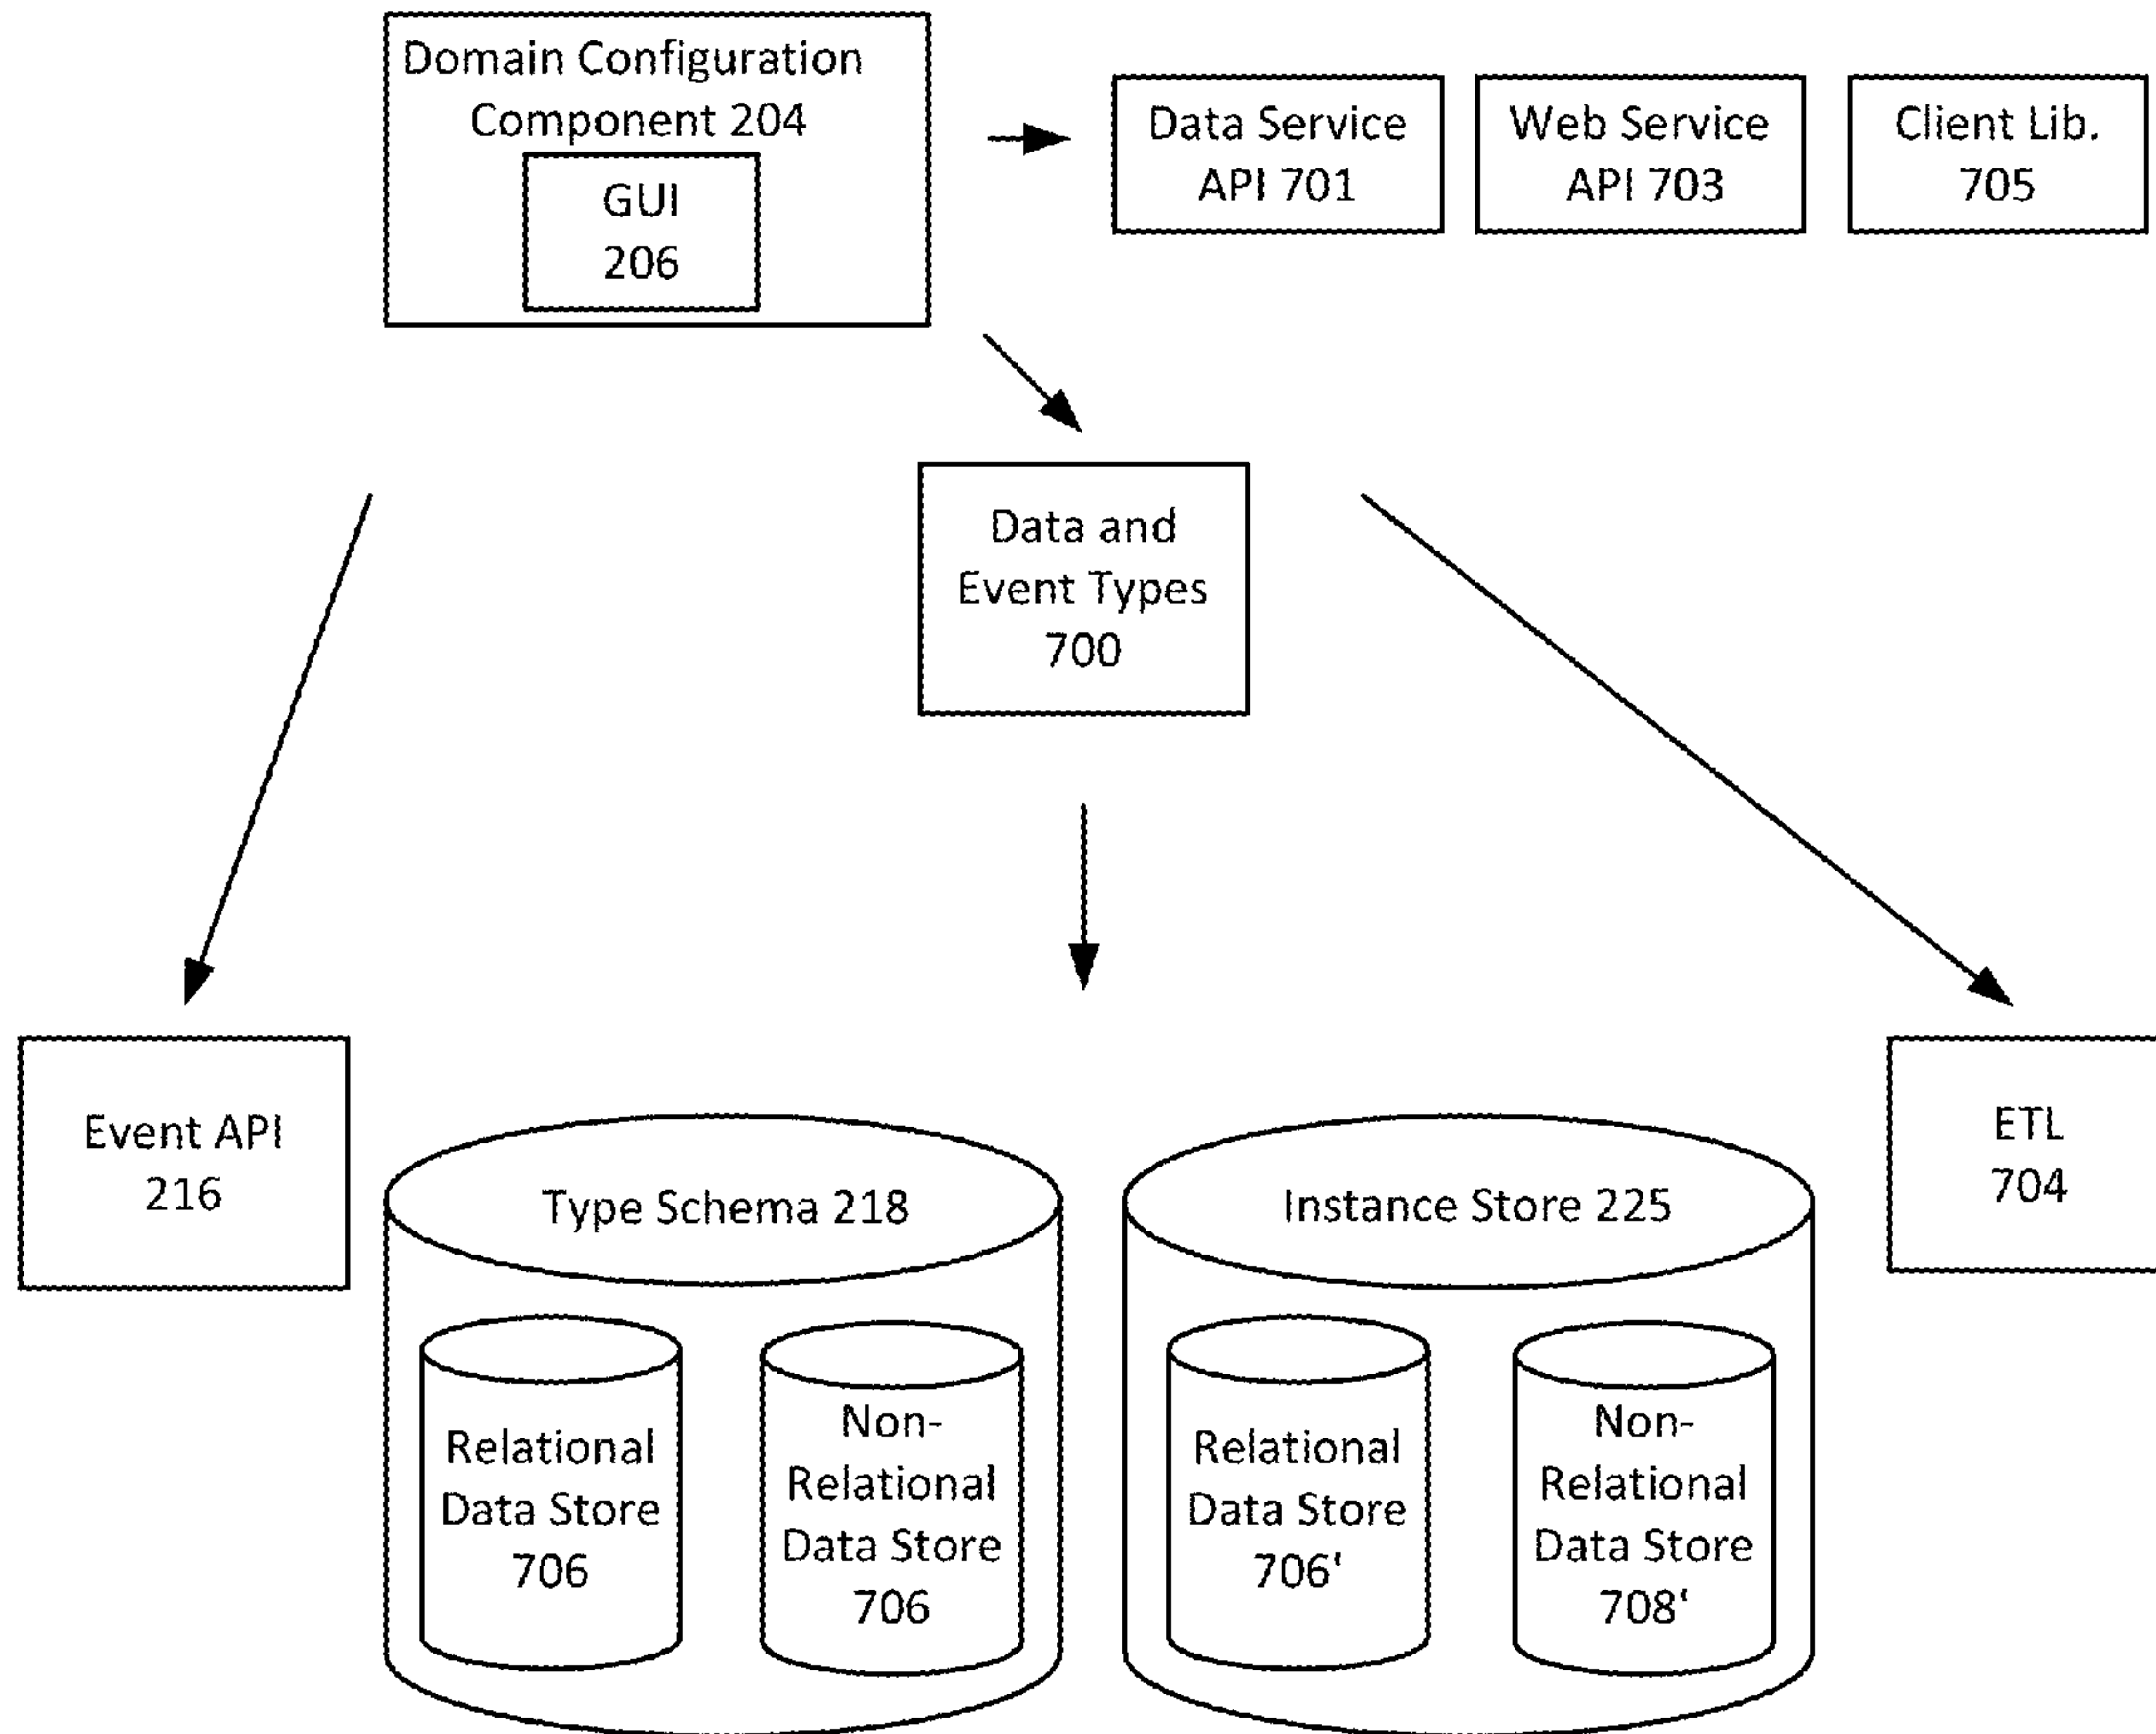 Domain Configuration
Component 204
GUI
206
Data Service
API 701
Web Service
API 703
Client Lib.
705
Data and
Event Types
700
Event API
216
Type Schema 218
Instance Store 225
ETL
704
Relational
Data Store
706
Non-
Relational
Data Store
706
Relational
Data Store
706'
Non-
Relational
Data Store
708'